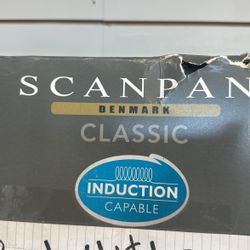 SCANPAN
DENMARK
CLASSIC
INDUCTION
CAPABLE